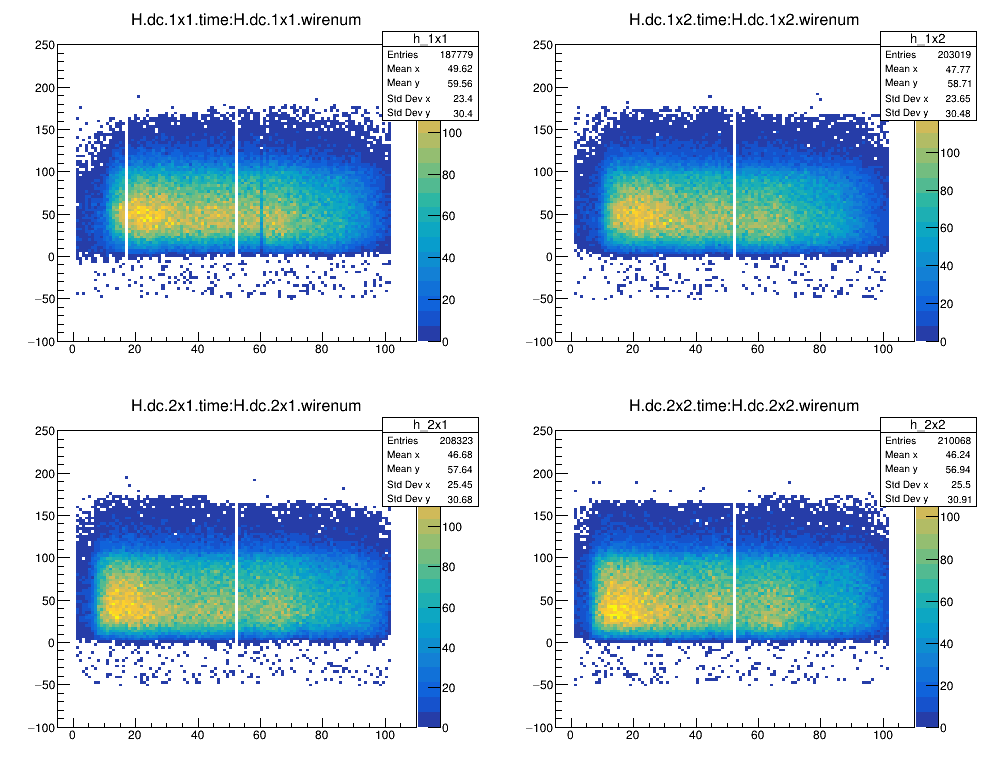 H.dc.1x1.time:H.dc.1x1.wirenum
h_1x1
Entries 187779
Mean x 49.62
Mean y 59.56
Std Dev x 23.4
Std Dev y 30.4
250
200
150
100
50
0
−50
−100
0 20 40 60 80 100
100
80
60
40
20
0
H.dc.1x2.time:H.dc.1x2.wirenum
h_1x2
Entries 203019
Mean x 47.77
Mean y 58.71
Std Dev x 23.65
Std Dev y 30.48
250
200
150
100
50
0
−50
−100
0 20 40 60 80 100
100
80
60
40
20
0
H.dc.2x1.time:H.dc.2x1.wirenum
h_2x1
Entries 208323
Mean x 46.68
Mean y 57.64
Std Dev x 25.45
Std Dev y 30.68
250
200
150
100
50
0
−50
−100
0 20 40 60 80 100
100
80
60
40
20
0
H.dc.2x2.time:H.dc.2x2.wirenum
h_2x2
Entries 210068
Mean x 46.24
Mean y 56.94
Std Dev x 25.5
Std Dev y 30.91
250
200
150
100
50
0
−50
−100
0 20 40 60 80 100
100
80
60
40
20
0